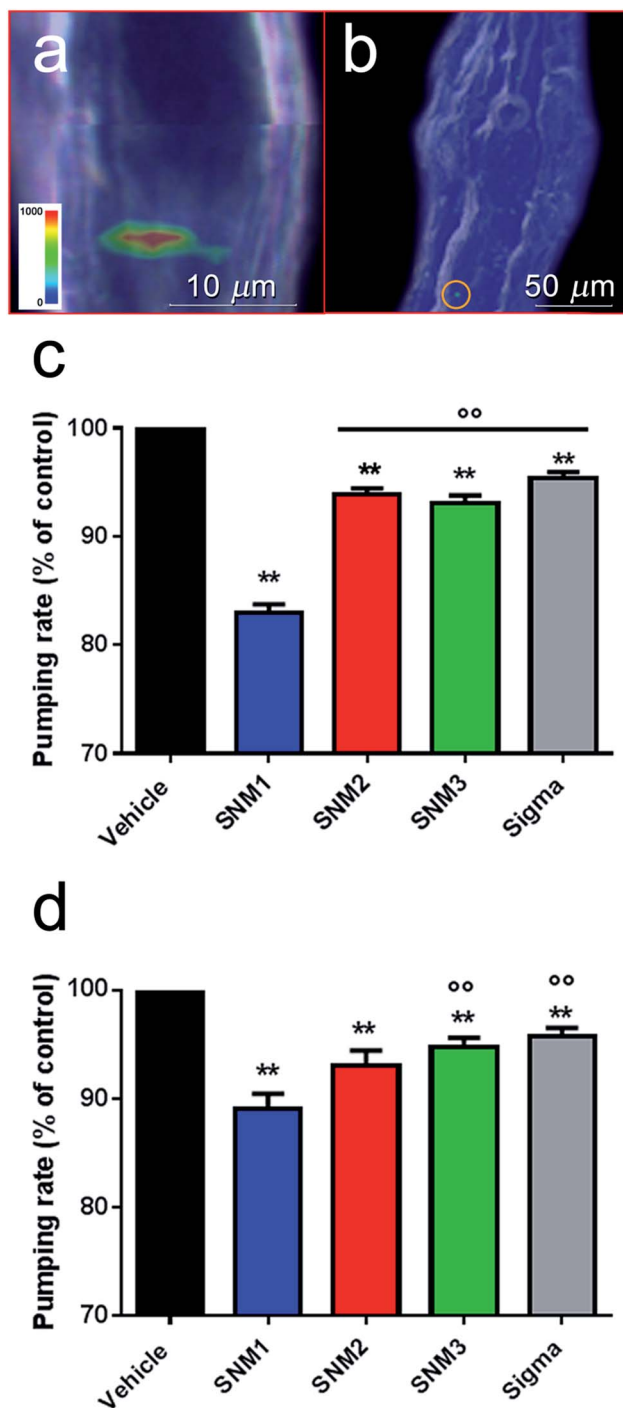 a
1000
0
10 μm
b
50 μm
c
Pumping rate (% of control)
100
90
80
70
**
**
**
**
°°
Vehicle
SNM1
SNM2
SNM3
Sigma
d
Pumping rate (% of control)
100
90
80
70
**
**
°°
**
°°
**
Vehicle
SNM1
SNM2
SNM3
Sigma